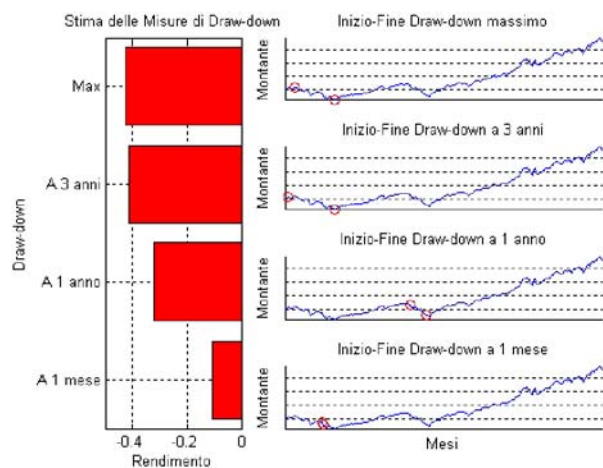 Stima delle Misure di Draw-down
Draw-down
Max
A 3 anni
A 1 anno
A 1 mese
-0.4
-0.2
0
Rendimento
Inizio-Fine Draw-down massimo
Montante
Inizio-Fine Draw-down a 3 anni
Montante
Inizio-Fine Draw-down a 1 anno
Montante
Inizio-Fine Draw-down a 1 mese
Montante
Mesi